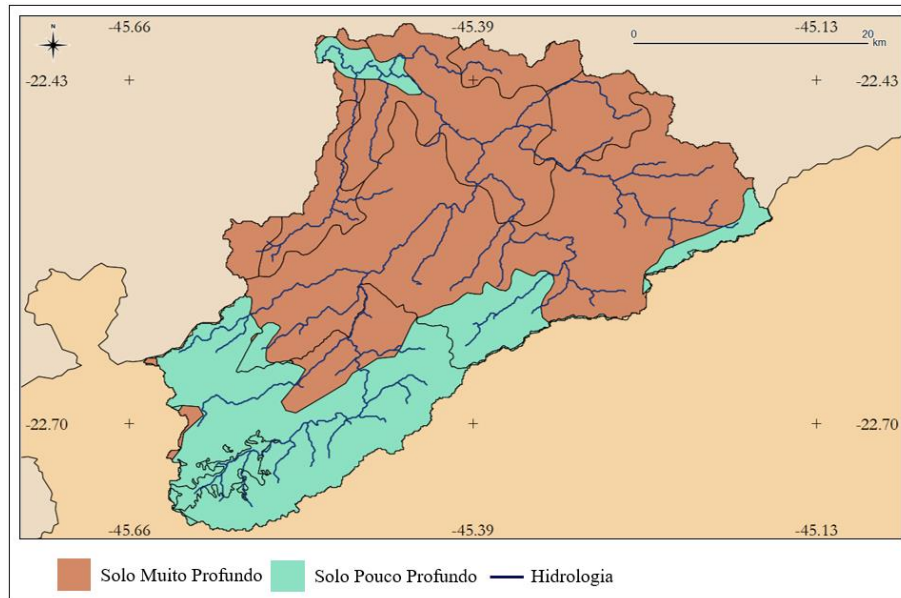 -45.66 -45.39 -45.13
N
0 20
km
-22.43 -22.43
-22.70 -22.70
-45.66 -45.39 -45.13
Solo Muito Profundo Solo Pouco Profundo Hidrologia